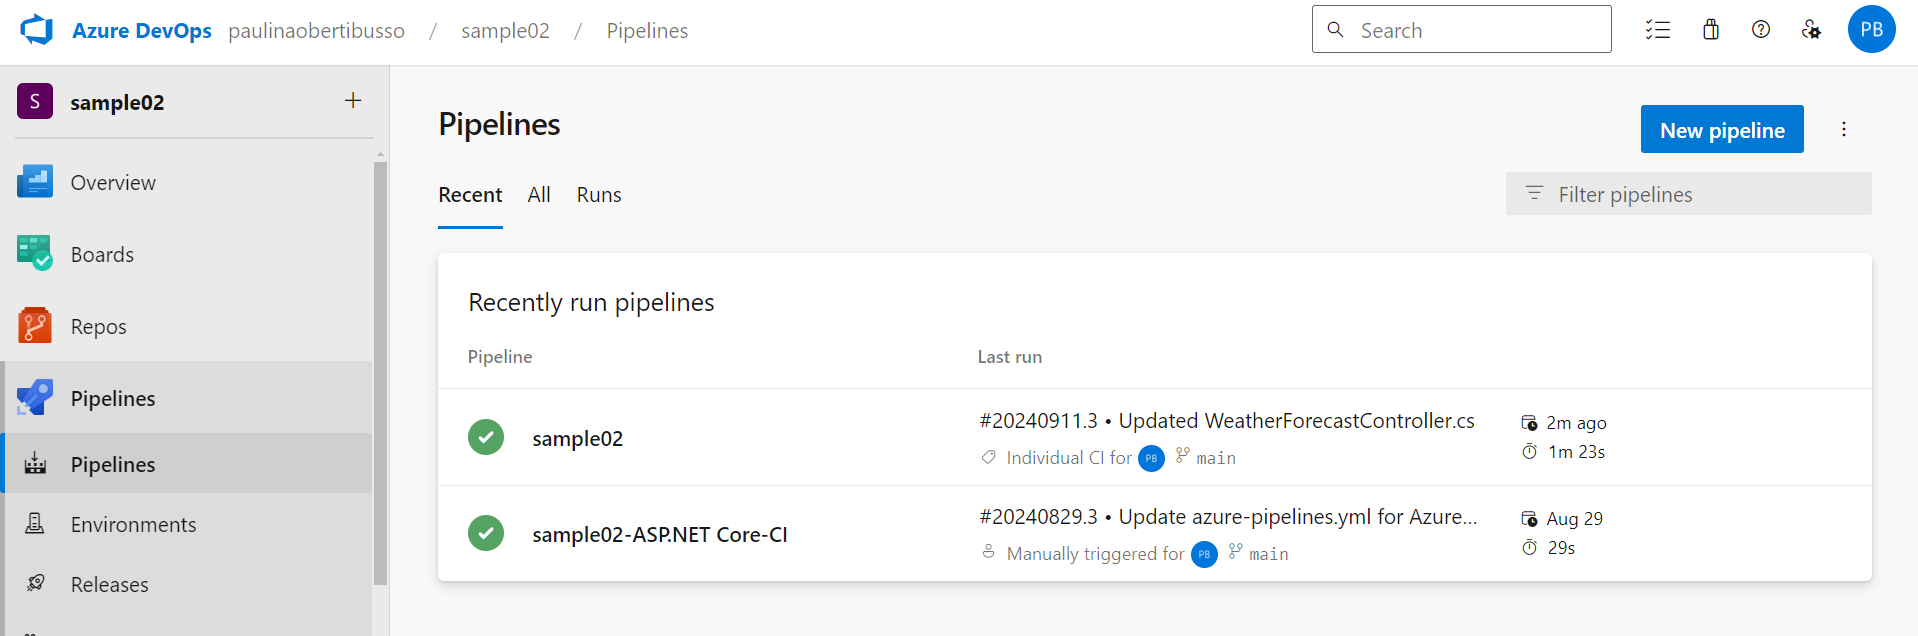 Azure DevOps paulinaobertibusso / sample02 / Pipelines Search PB
S sample02 +
Overview
Boards
Repos
Pipelines
Pipelines
Environments
Releases
Pipelines
New pipeline
Recent All Runs
Filter pipelines
Recently run pipelines
Pipeline Last run
sample02
#20240911.3 • Updated WeatherForecastController.cs
2m ago
Individual CI for PB main
1m 23s
sample02-ASP.NET Core-CI
#20240829.3 • Update azure-pipelines.yml for Azure...
Aug 29
Manually triggered for PB main
29s